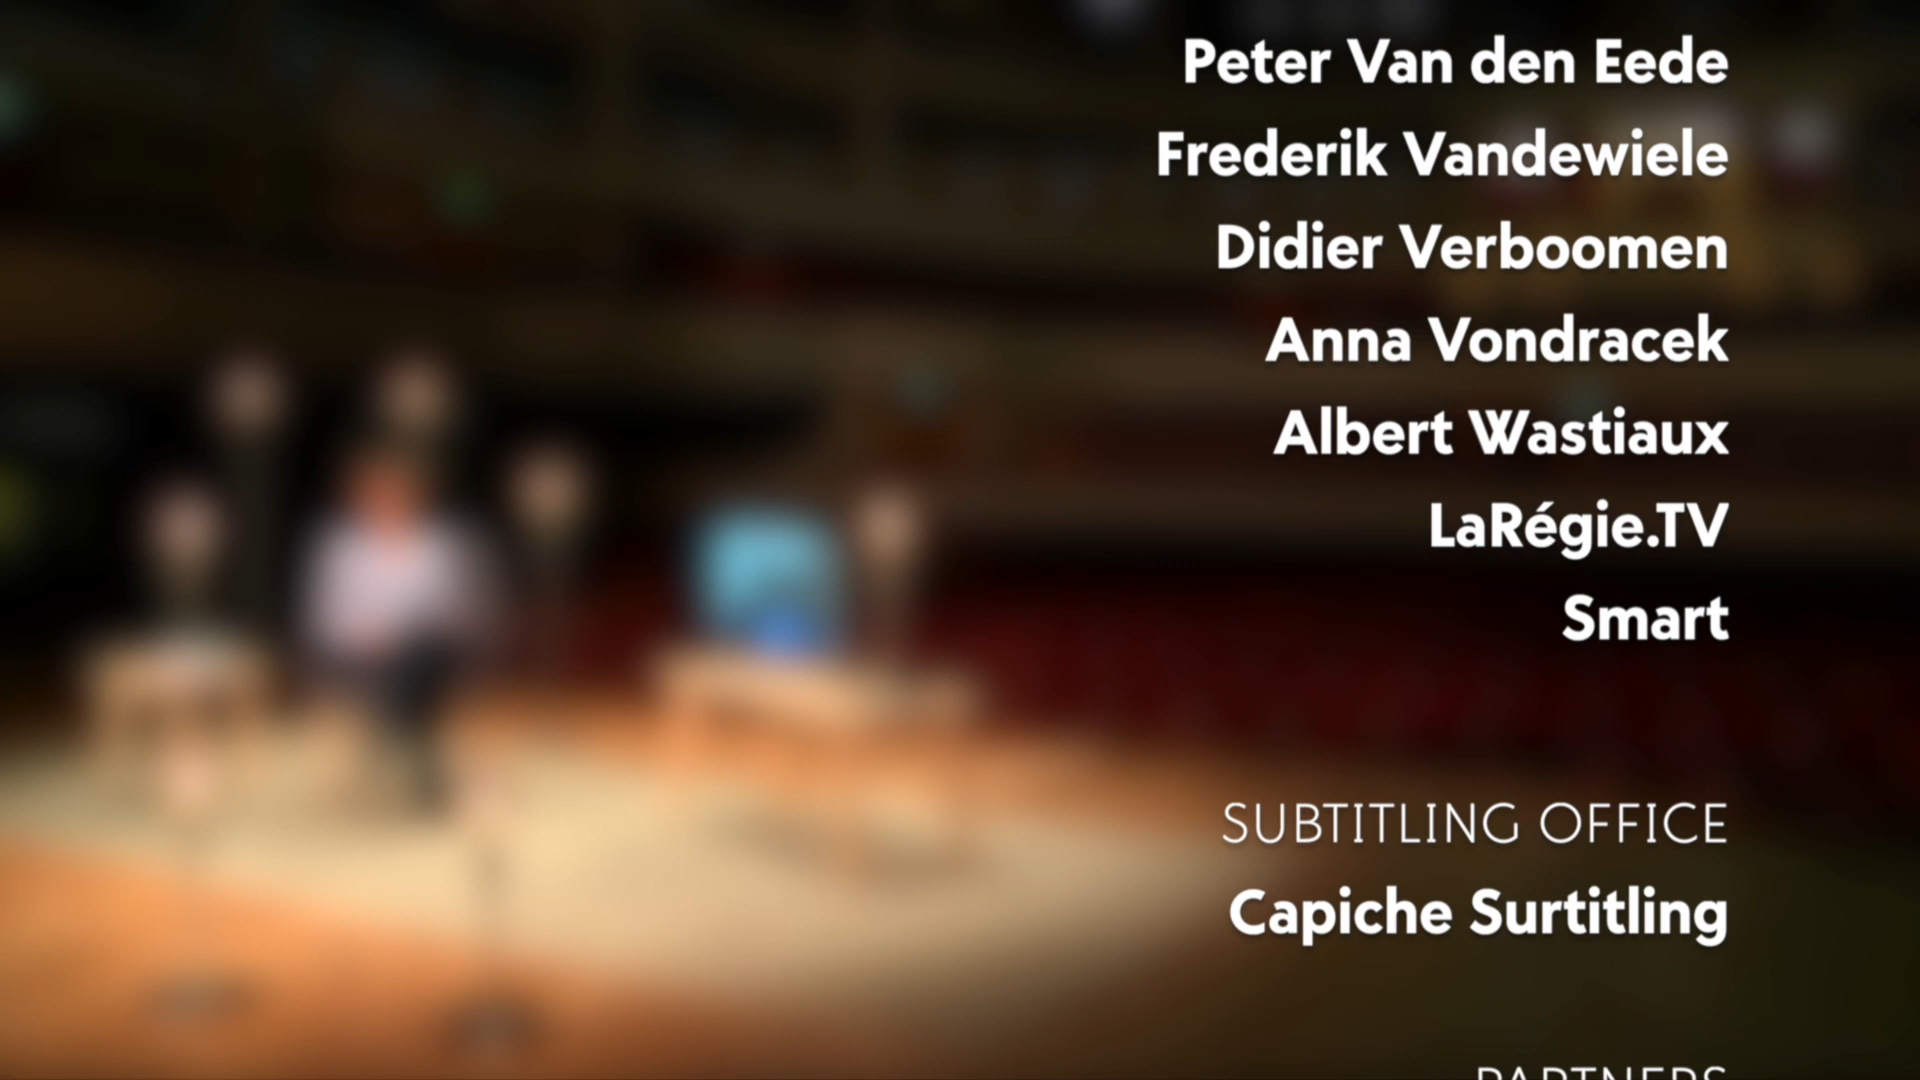 Peter Van den Eede
Frederik Vandewiele
Didier Verboomen
Anna Vondracek
Albert Wastiaux
LaRégie.TV
Smart
SUBTITLING OFFICE
Capiche Surtitling
PARTNERS